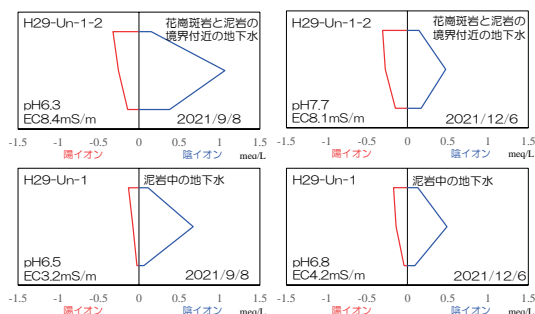 H29-Un-1-2
花崗斑岩と泥岩の
境界付近の地下水
pH6.3
EC8.4mS/m
2021/9/8
-1.5 -1 -0.5 0 0.5 1 1.5
陽イオン 陰イオン meq/L
H29-Un-1-2
花崗斑岩と泥岩の
境界付近の地下水
pH7.7
EC8.1mS/m
2021/12/6
-1.5 -1 -0.5 0 0.5 1 1.5
陽イオン 陰イオン meq/L
H29-Un-1
泥岩中の地下水
pH6.5
EC3.2mS/m
2021/9/8
-1.5 -1 -0.5 0 0.5 1 1.5
陽イオン 陰イオン meq/L
H29-Un-1
泥岩中の地下水
pH6.8
EC4.2mS/m
2021/12/6
-1.5 -1 -0.5 0 0.5 1 1.5
陽イオン 陰イオン meq/L